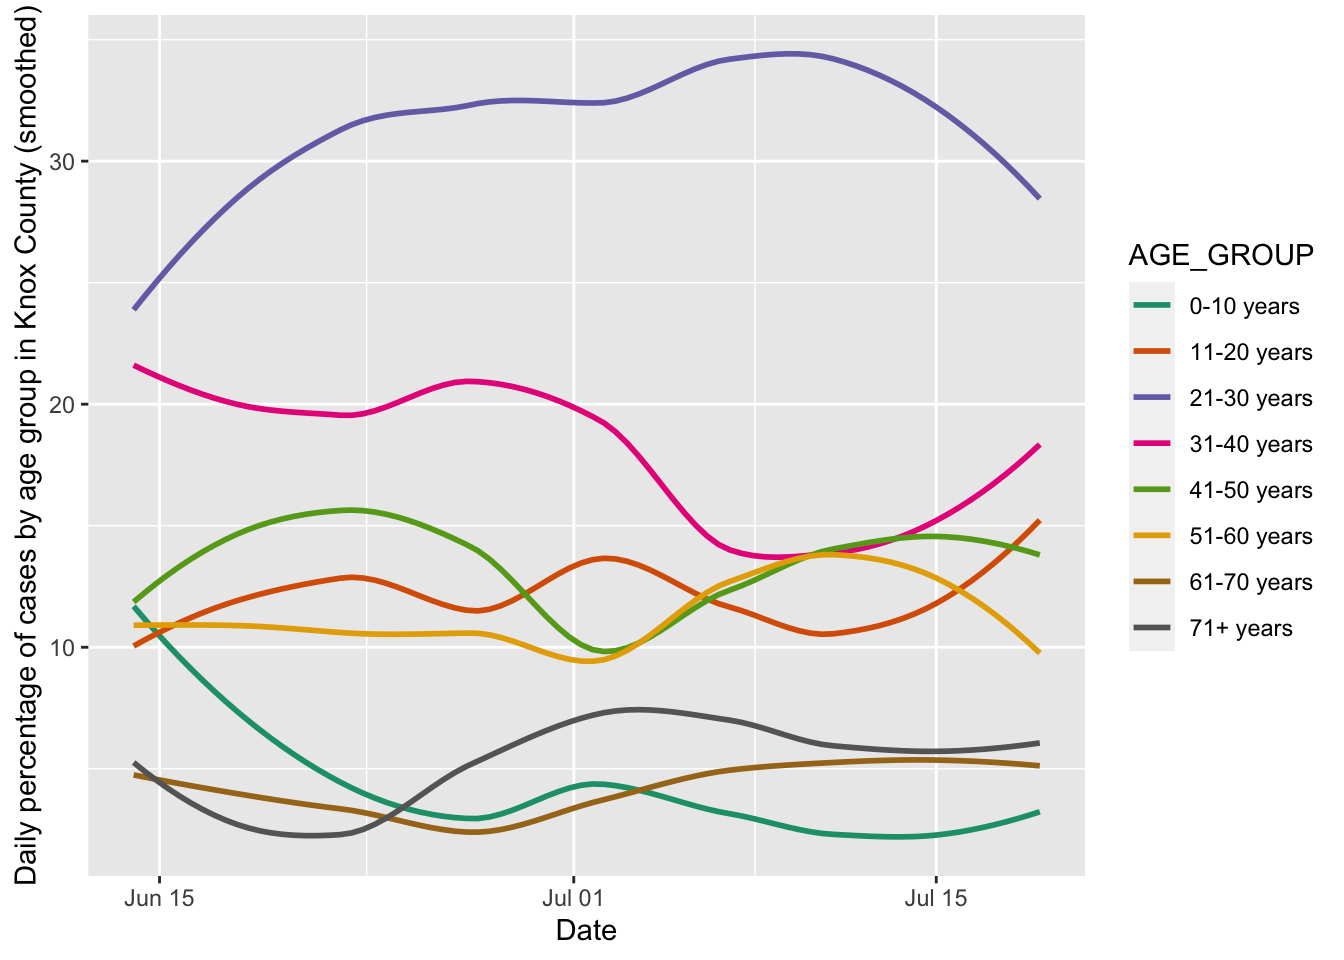 Daily percentage of cases by age group in Knox County (smoothed)
30
20
10
Jun 15
Jul 01
Jul 15
Date
AGE_GROUP
0-10 years
11-20 years
21-30 years
31-40 years
41-50 years
51-60 years
61-70 years
71+ years